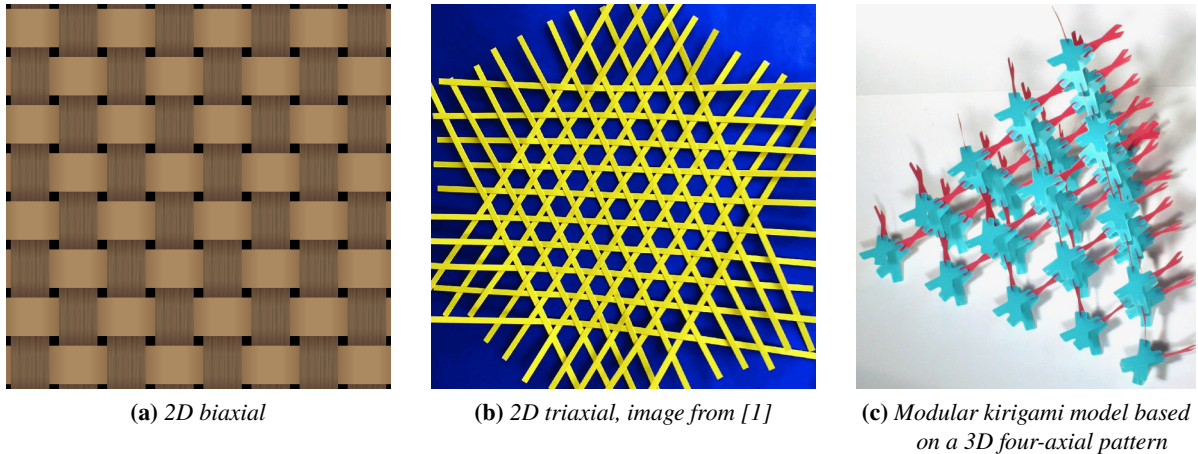 (a) 2D biaxial
(b) 2D triaxial, image from [1]
(c) Modular kirigami model based
on a 3D four-axial pattern